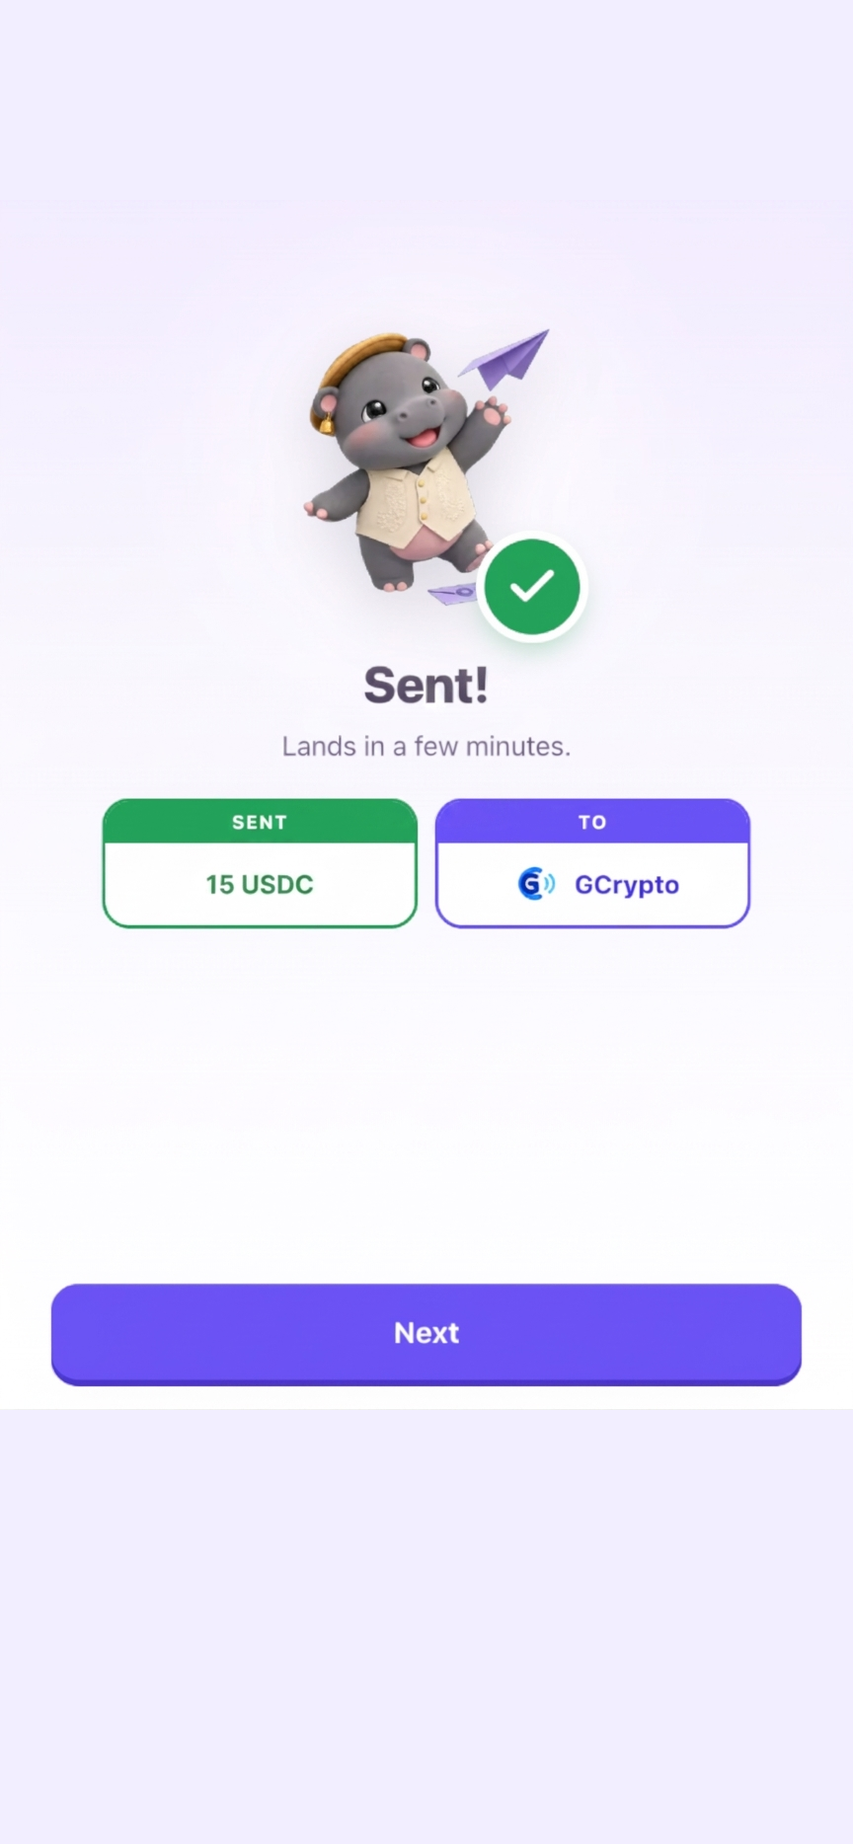 Sent!
Lands in a few minutes.
SENT
15 USDC
TO
G GCrypto
Next